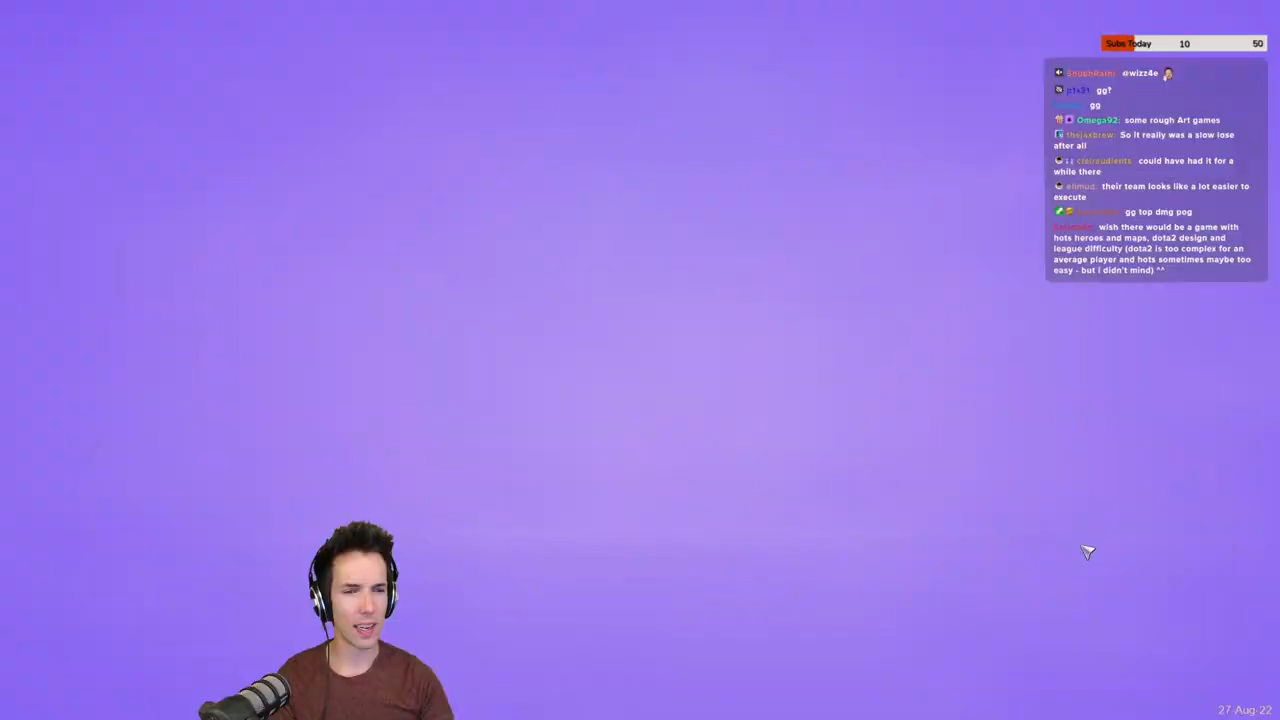 Subs Today 10 50
@wizz4e
gg?
gg
Omega92: some rough Art games
So it really was a slow lose
after all
could have had it for a
while there
elimud: their team looks like a lot easier to
execute
gg top dmg pog
wish there would be a game with
hots heroes and maps, dota2 design and
league difficulty (dota2 is too complex for an
average player and hots sometimes maybe too
easy - but i didn't mind) ^^
27-Aug-22